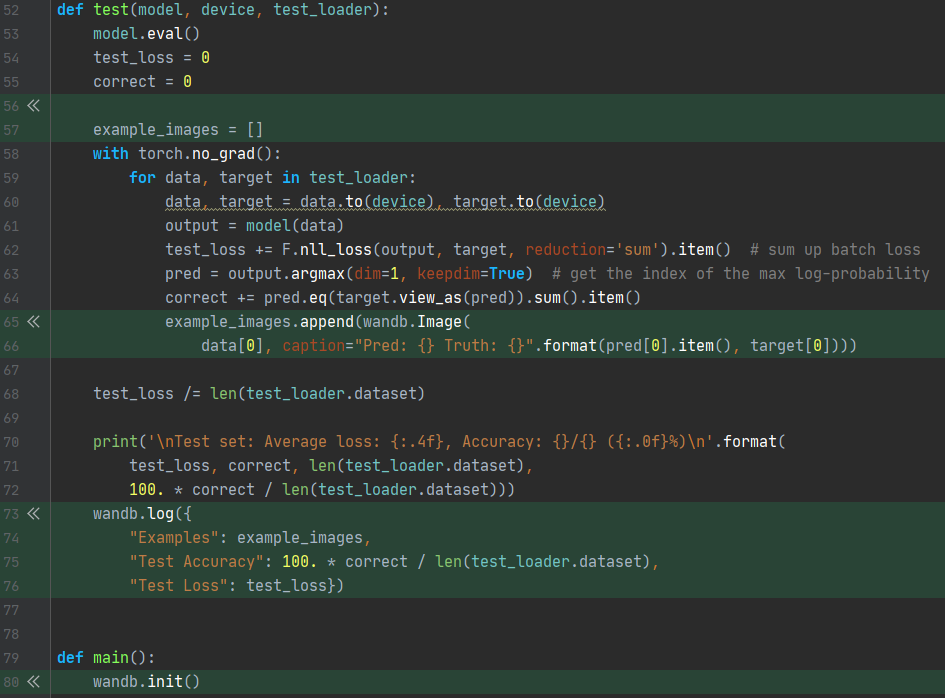 52 def test(model, device, test_loader):
53     model.eval()
54     test_loss = 0
55     correct = 0
56 «
57     example_images = []
58     with torch.no_grad():
59         for data, target in test_loader:
60             data, target = data.to(device), target.to(device)
61             output = model(data)
62             test_loss += F.nll_loss(output, target, reduction='sum').item()  # sum up batch loss
63             pred = output.argmax(dim=1, keepdim=True)  # get the index of the max log-probability
64             correct += pred.eq(target.view_as(pred)).sum().item()
65 «             example_images.append(wandb.Image(
66                 data[0], caption="Pred: {} Truth: {}".format(pred[0].item(), target[0])))
67
68     test_loss /= len(test_loader.dataset)
69
70     print('\nTest set: Average loss: {:.4f}, Accuracy: {}/{} ({:.0f}%)\n'.format(
71         test_loss, correct, len(test_loader.dataset),
72         100. * correct / len(test_loader.dataset)))
73 «     wandb.log({
74         "Examples": example_images,
75         "Test Accuracy": 100. * correct / len(test_loader.dataset),
76         "Test Loss": test_loss})
77
78
79 def main():
80 «     wandb.init()